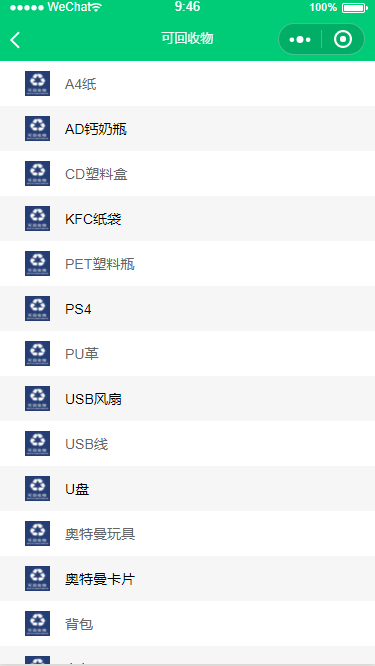 WeChat
9:46
100%
可回收物
A4纸
AD钙奶瓶
CD塑料盒
KFC纸袋
PET塑料瓶
PS4
PU革
USB风扇
USB线
U盘
奥特曼玩具
奥特曼卡片
背包